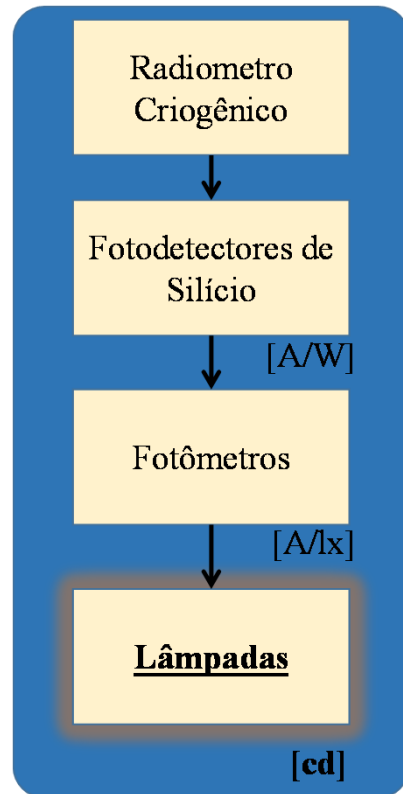 Radiometro
Criogênico
Fotodetectores de
Silício
[A/W]
Fotômetros
[A/lx]
Lâmpadas
[cd]